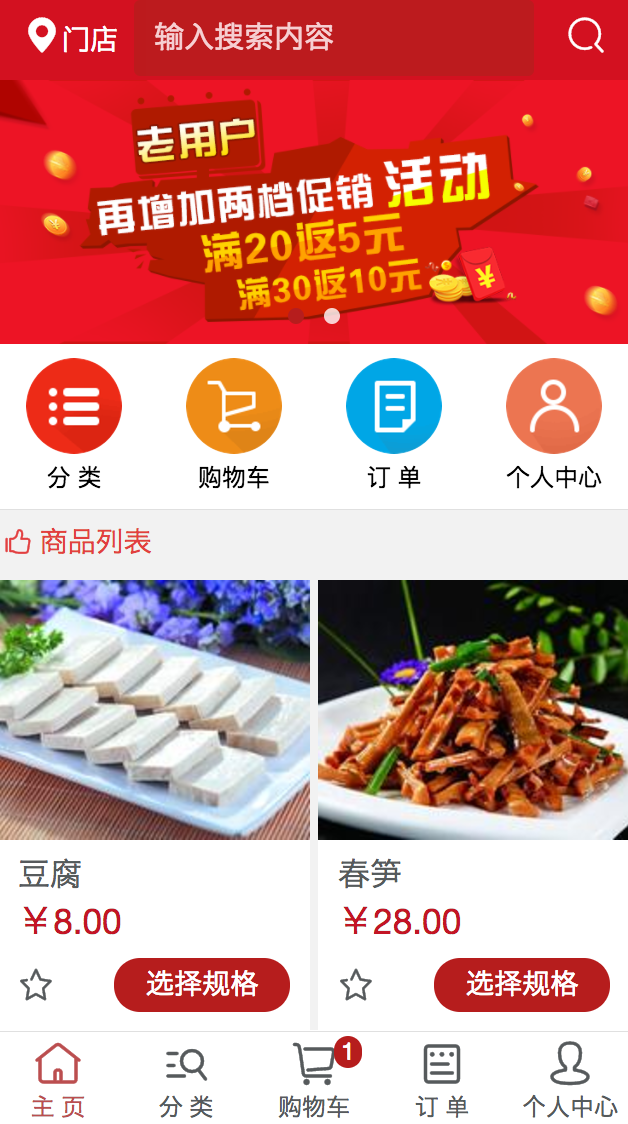 门店
输入搜索内容
老用户
再增加两档促销 活动
满20返5元
满30返10元
¥
¥
分 类
购物车
订 单
个人中心
商品列表
豆腐
春笋
￥8.00
￥28.00
选择规格
选择规格
1
主 页
分 类
购物车
订 单
个人中心